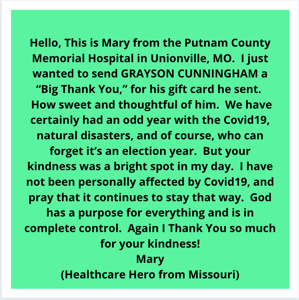 Hello, This is Mary from the Putnam County
Memorial Hospital in Unionville, MO.  I just
wanted to send GRAYSON CUNNINGHAM a
“Big Thank You,” for his gift card he sent.
How sweet and thoughtful of him.  We have
certainly had an odd year with the Covid19,
natural disasters, and of course, who can
forget it’s an election year.  But your
kindness was a bright spot in my day.  I have
not been personally affected by Covid19, and
pray that it continues to stay that way.  God
has a purpose for everything and is in
complete control.  Again I Thank You so much
for your kindness!
Mary
(Healthcare Hero from Missouri)